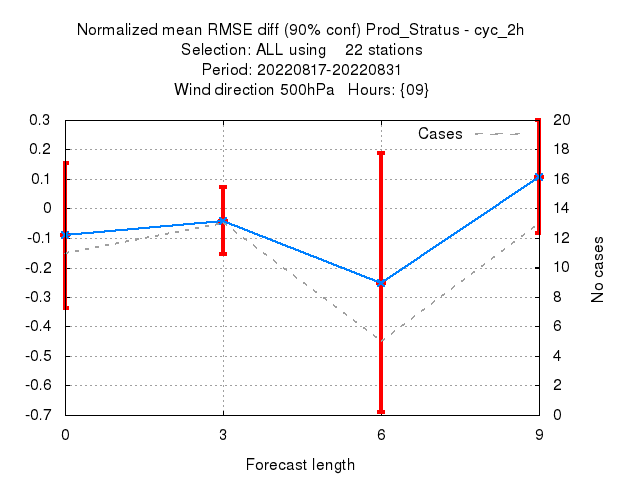 Normalized mean RMSE diff (90% conf) Prod_Stratus - cyc_2h
Selection: ALL using    22 stations
Period: 20220817-20220831
Wind direction 500hPa   Hours: {09}
Cases
0.3
0.2
0.1
0
-0.1
-0.2
-0.3
-0.4
-0.5
-0.6
-0.7
20
18
16
14
12
10
8
6
4
2
0
No cases
0 3 6 9
Forecast length